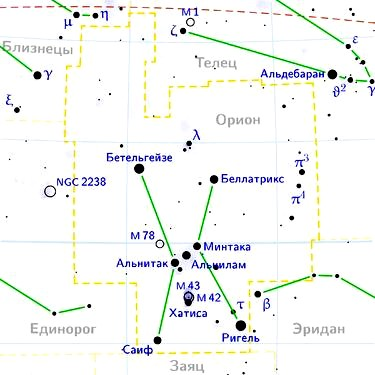 μ
η
M 1
ζ
ε
Близнецы
Телец
γ
Альдебаран
ϑ²
γ
ξ
Орион
λ
Бетельгейзе
π³
Беллатрикс
NGC 2238
π⁴
M 78
Минтака
Альнитак
Альнилам
M 43
M 42
Хатиса
τ
β
Единорог
Ригель
Эридан
Саиф
Заяц